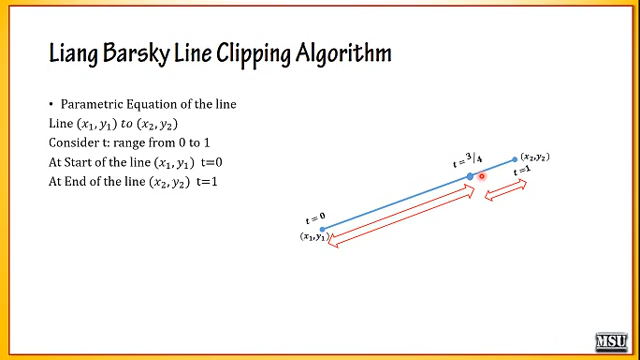 Liang Barsky Line Clipping Algorithm
• Parametric Equation of the line
Line (x₁, y₁) to (x₂, y₂)
Consider t: range from 0 to 1
At Start of the line (x₁, y₁) t=0
At End of the line (x₂, y₂) t=1
t = 3/4
(x₂,y₂)
t =1
t = 0
(x₁,y₁)
MSU